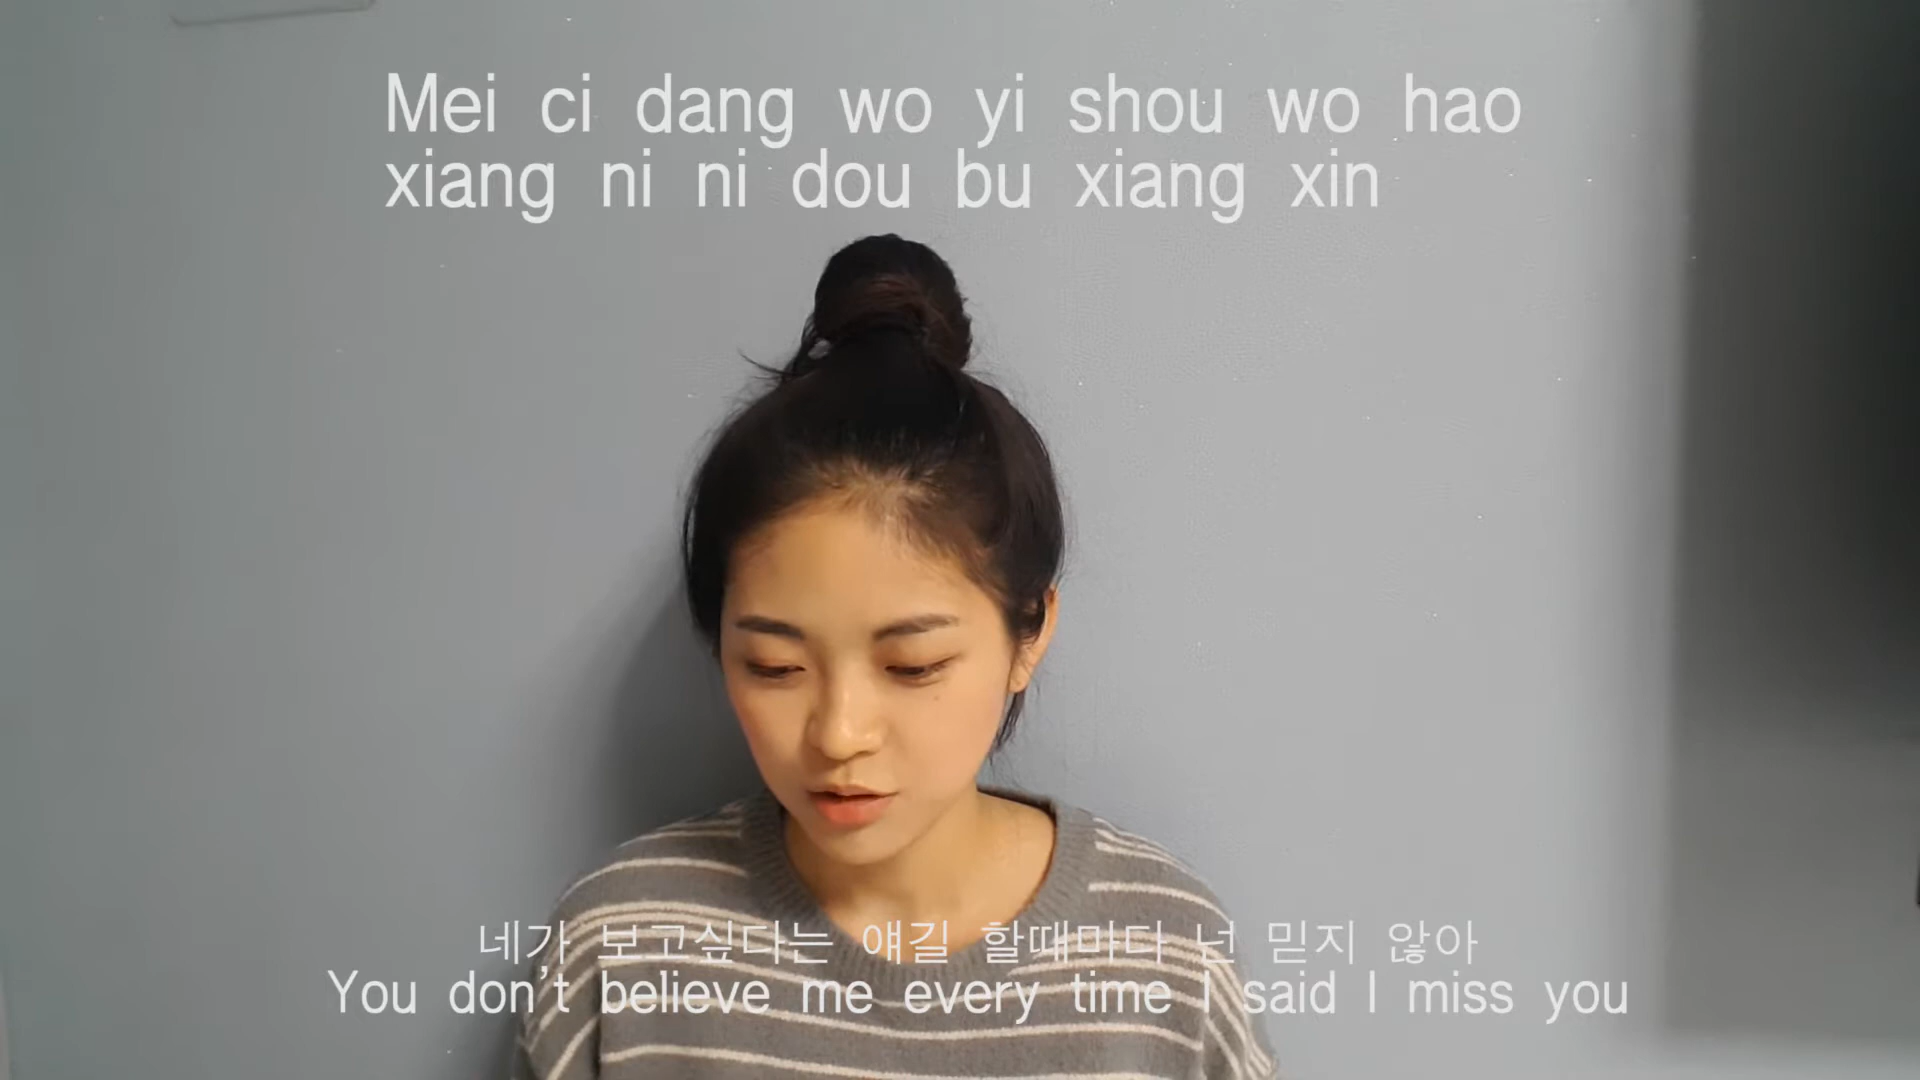 Mei ci dang wo yi shou wo hao
xiang ni ni dou bu xiang xin
네가 보고싶다는 얘길 할때마다 넌 믿지 않아
You don't believe me every time I said I miss you